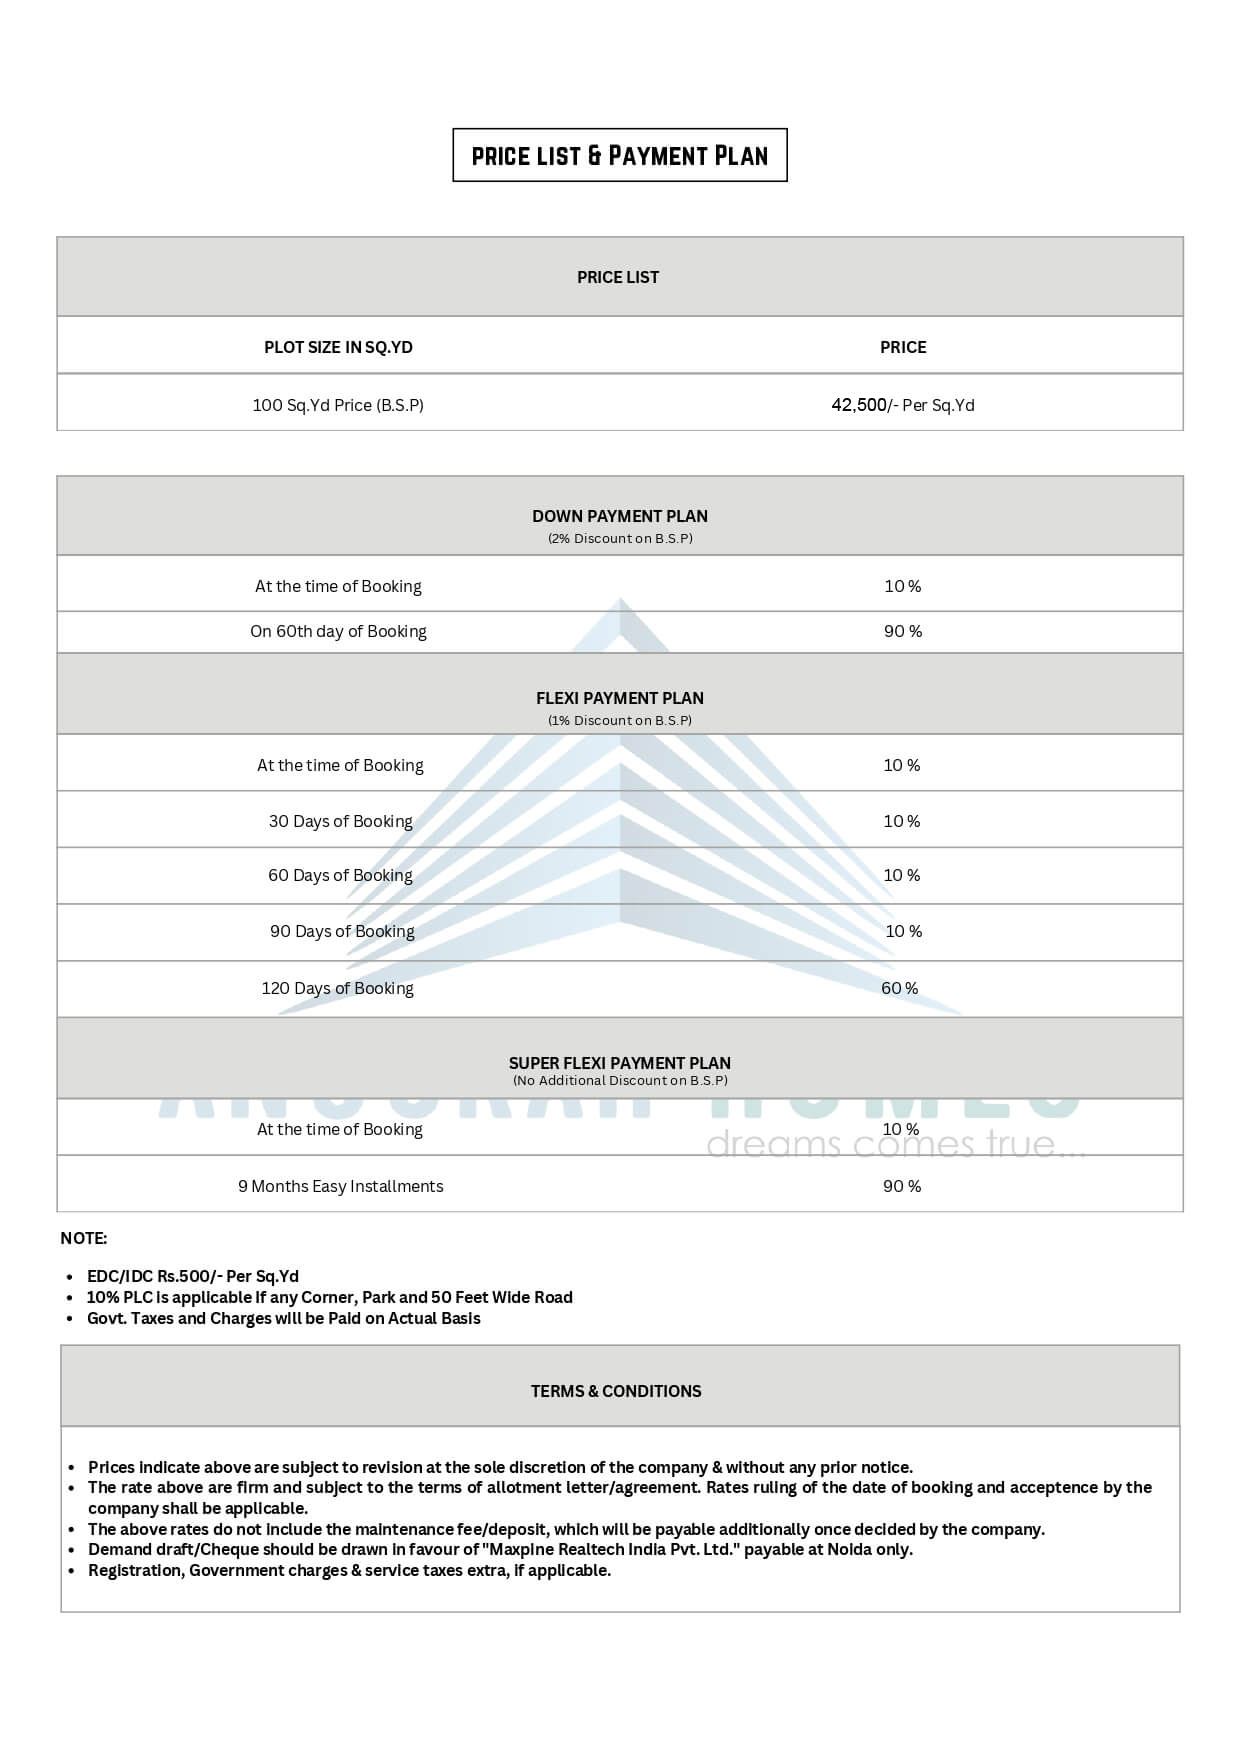 PRICE LIST & PAYMENT PLAN
PRICE LIST
PLOT SIZE IN SQ.YD PRICE
100 Sq.Yd Price (B.S.P) 42,500/- Per Sq.Yd
DOWN PAYMENT PLAN
(2% Discount on B.S.P)
At the time of Booking 10 %
On 60th day of Booking 90 %
FLEXI PAYMENT PLAN
(1% Discount on B.S.P)
At the time of Booking 10 %
30 Days of Booking 10 %
60 Days of Booking 10 %
90 Days of Booking 10 %
120 Days of Booking 60 %
SUPER FLEXI PAYMENT PLAN
(No Additional Discount on B.S.P)
HOMES
At the time of Booking 10 %
dreams comes true...
9 Months Easy Installments 90 %
NOTE:
• EDC/IDC Rs.500/- Per Sq.Yd
• 10% PLC is applicable if any Corner, Park and 50 Feet Wide Road
• Govt. Taxes and Charges will be Paid on Actual Basis
TERMS & CONDITIONS
• Prices indicate above are subject to revision at the sole discretion of the company & without any prior notice.
• The rate above are firm and subject to the terms of allotment letter/agreement. Rates ruling of the date of booking and acceptence by the
company shall be applicable.
• The above rates do not include the maintenance fee/deposit, which will be payable additionally once decided by the company.
• Demand draft/Cheque should be drawn in favour of "Maxpine Realtech India Pvt. Ltd." payable at Noida only.
• Registration, Government charges & service taxes extra, if applicable.